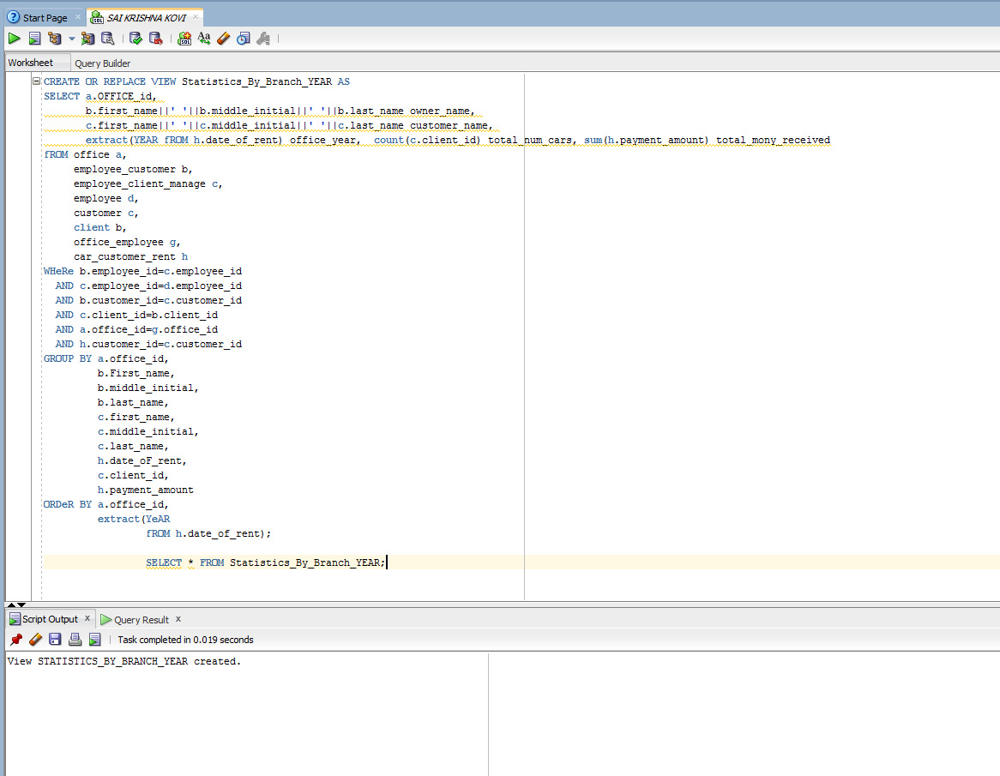 Start Page
SAI KRISHNA KOVI
Worksheet
Query Builder
CREATE OR REPLACE VIEW Statistics_By_Branch_YEAR AS
SELECT a.OFFICE_id,
b.first_name||' '||b.middle_initial||' '||b.last_name owner_name,
c.first_name||' '||c.middle_initial||' '||c.last_name customer_name,
extract(YEAR fROM h.date_of_rent) office_year,  count(c.client_id) total_num_cars, sum(h.payment_amount) total_mony_received
fROM office a,
employee_customer b,
employee_client_manage c,
employee d,
customer c,
client b,
office_employee g,
car_customer_rent h
WHeRe b.employee_id=c.employee_id
AND c.employee_id=d.employee_id
AND b.customer_id=c.customer_id
AND c.client_id=b.client_id
AND a.office_id=g.office_id
AND h.customer_id=c.customer_id
GROUP BY a.office_id,
b.First_name,
b.middle_initial,
b.last_name,
c.first_name,
c.middle_initial,
c.last_name,
h.date_oF_rent,
c.client_id,
h.payment_amount
ORDeR BY a.office_id,
extract(YeAR
fROM h.date_of_rent);
SELECT * FROM Statistics_By_Branch_YEAR;
Script Output
Query Result
Task completed in 0.019 seconds
View STATISTICS_BY_BRANCH_YEAR created.